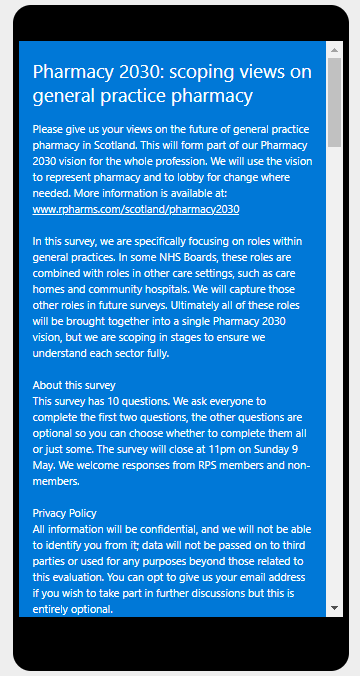 Pharmacy 2030: scoping views on
general practice pharmacy
Please give us your views on the future of general practice
pharmacy in Scotland. This will form part of our Pharmacy
2030 vision for the whole profession. We will use the vision
to represent pharmacy and to lobby for change where
needed. More information is available at:
www.rpharms.com/scotland/pharmacy2030
In this survey, we are specifically focusing on roles within
general practices. In some NHS Boards, these roles are
combined with roles in other care settings, such as care
homes and community hospitals. We will capture those
other roles in future surveys. Ultimately all of these roles
will be brought together into a single Pharmacy 2030
vision, but we are scoping in stages to ensure we
understand each sector fully.
About this survey
This survey has 10 questions. We ask everyone to
complete the first two questions, the other questions are
optional so you can choose whether to complete them all
or just some. The survey will close at 11pm on Sunday 9
May. We welcome responses from RPS members and non-
members.
Privacy Policy
All information will be confidential, and we will not be able
to identify you from it; data will not be passed on to third
parties or used for any purposes beyond those related to
this evaluation. You can opt to give us your email address
if you wish to take part in further discussions but this is
entirely optional.